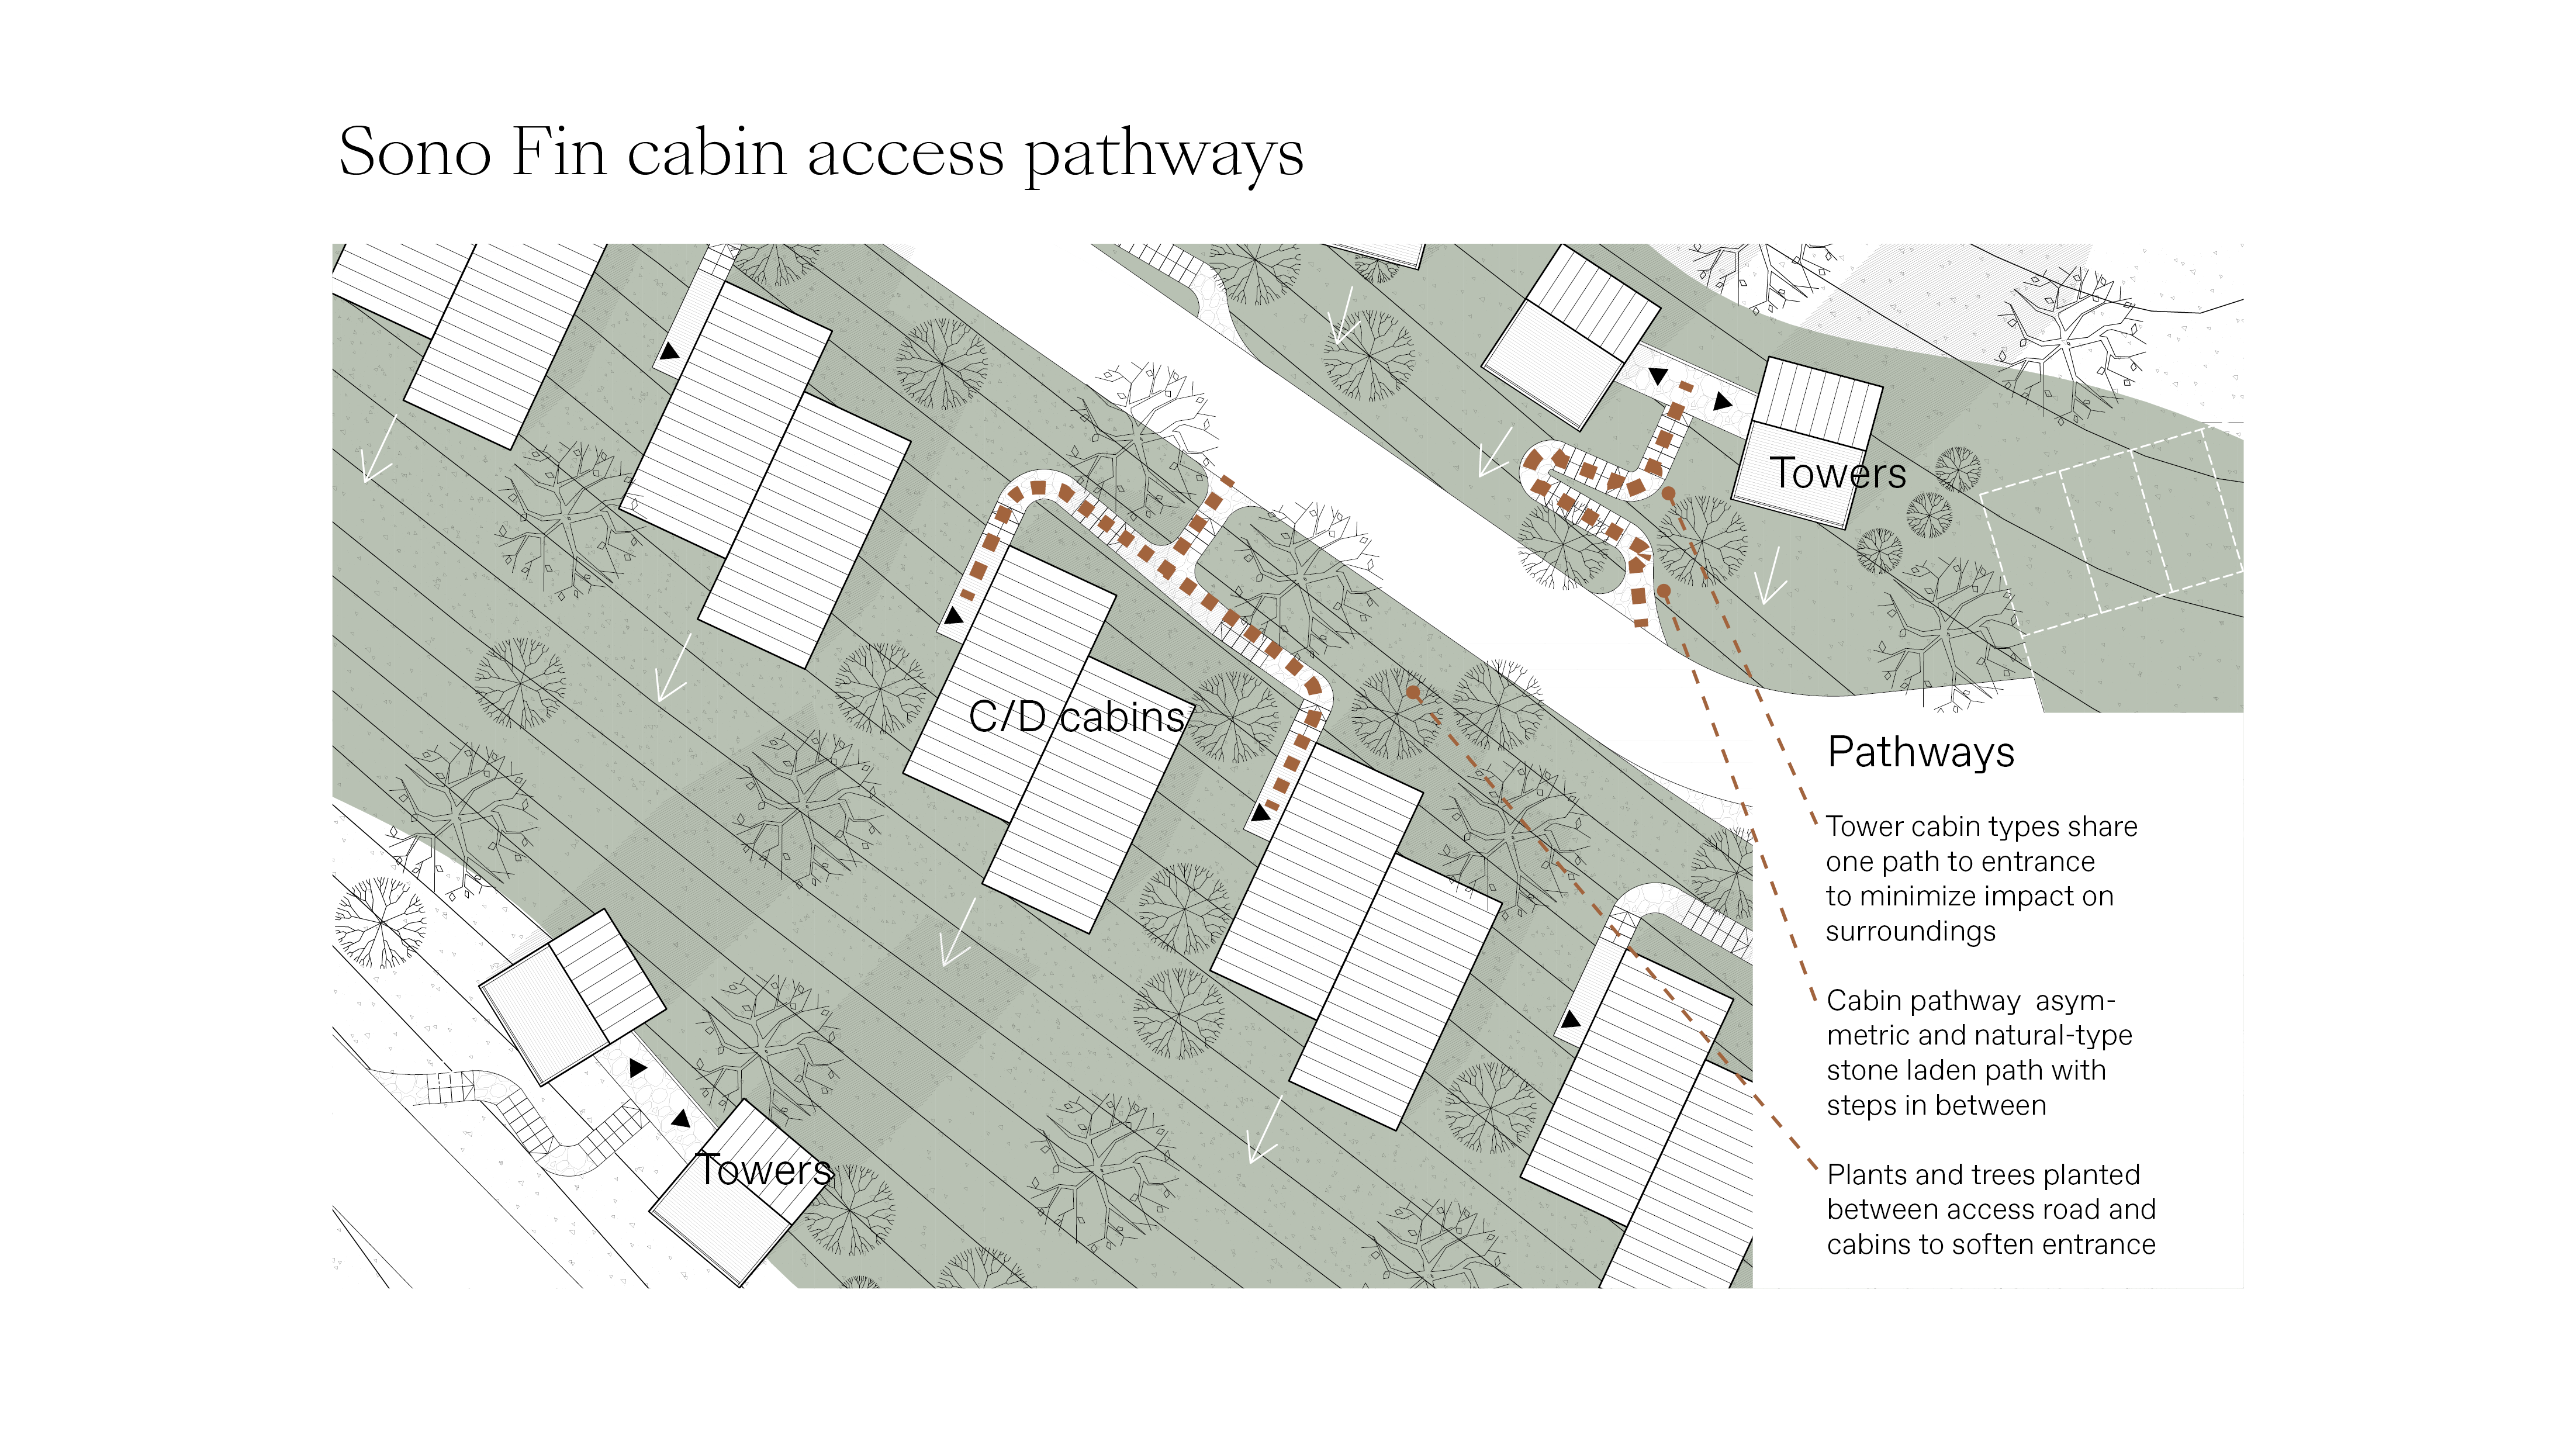 Sono Fin cabin access pathways
Towers
C/D cabins
Towers
Pathways
Tower cabin types share
one path to entrance
to minimize impact on
surroundings
Cabin pathway  asym-
metric and natural-type
stone laden path with
steps in between
Plants and trees planted
between access road and
cabins to soften entrance